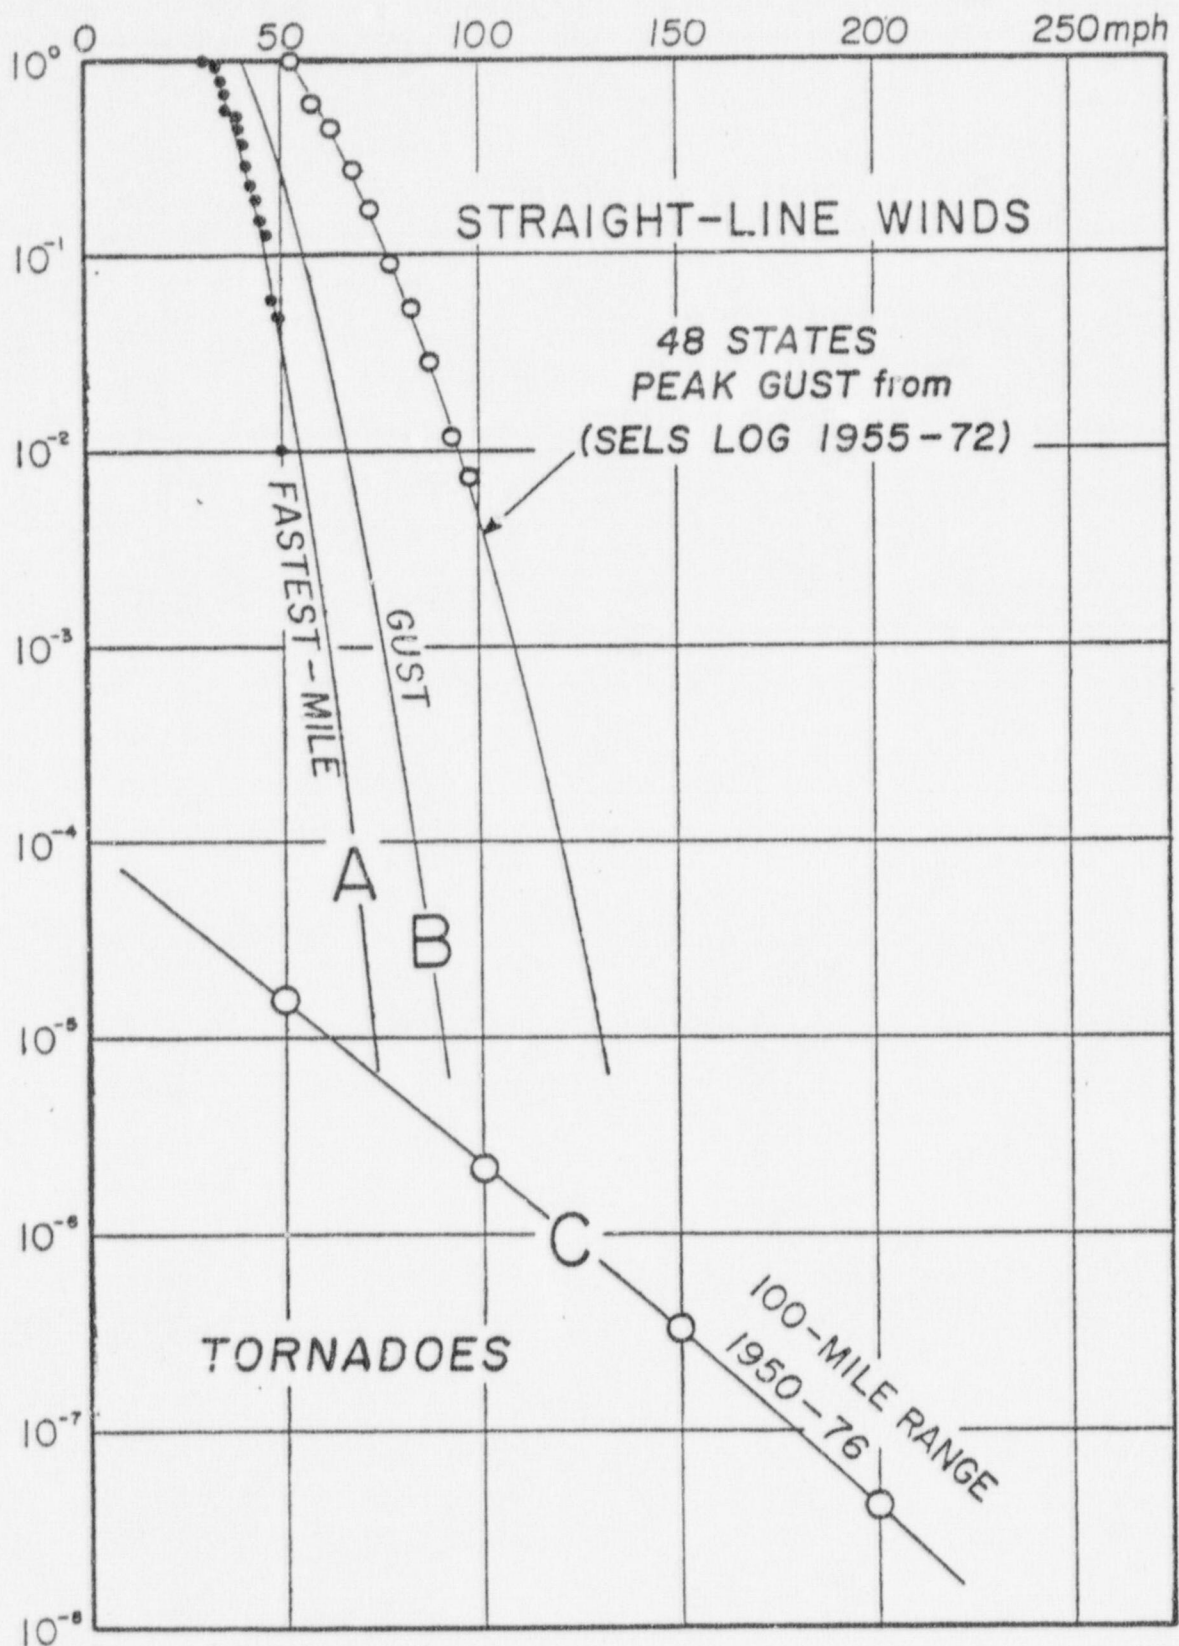 0 50 100 150 200 250 mph
10⁰
STRAIGHT-LINE WINDS
10⁻¹
48 STATES
PEAK GUST from
(SELS LOG 1955-72)
10⁻²
FASTEST-MILE
GUST
10⁻³
10⁻⁴
A
B
10⁻⁵
10⁻⁶
C
TORNADOES
100-MILE RANGE
1950-76
10⁻⁷
10⁻⁸